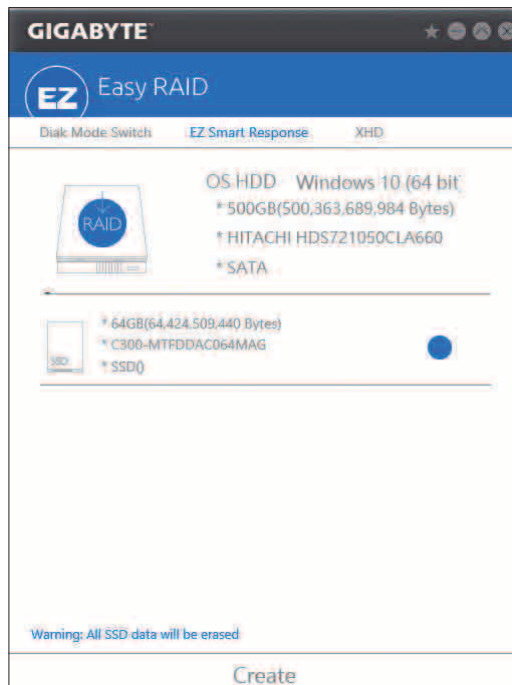 GIGABYTE™
EZ Easy RAID
Diak Mode Switch EZ Smart Response XHD
OS HDD Windows 10 (64 bit
RAID
* 500GB(500,363,689,984 Bytes)
* HITACHI HDS721050CLA660
* SATA
* 64GB(64,424,509,440 Bytes)
* C300-MTFDDAC064MAG
SSD
* SSD()
Warning: All SSD data will be erased
Create